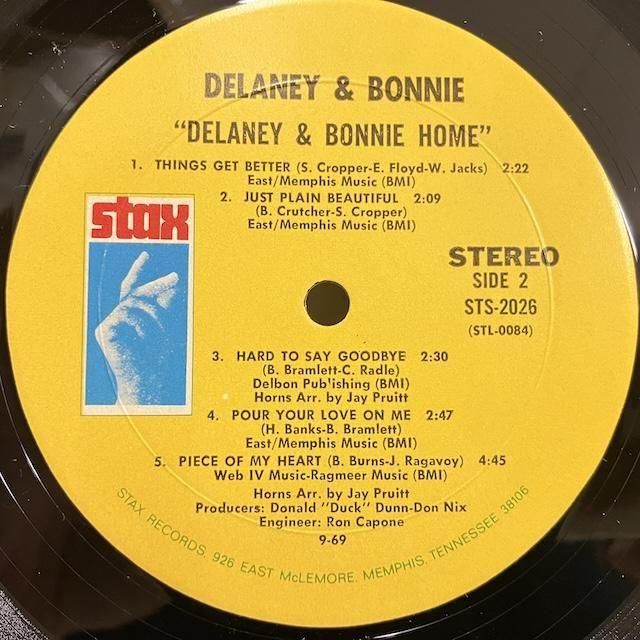 DELANEY & BONNIE
"DELANEY & BONNIE HOME"
1. THINGS GET BETTER (S. Cropper-E. Floyd-W. Jacks) 2:22
East/Memphis Music (BMI)
2. JUST PLAIN BEAUTIFUL 2:09
(B. Crutcher-S. Cropper)
East/Memphis Music (BMI)
stax
STEREO
SIDE 2
STS-2026
(STL-0084)
3. HARD TO SAY GOODBYE 2:30
(B. Bramlett-C. Radle)
Delbon Pub'ishing (BMI)
Horns Arr. by Jay Pruitt
4. POUR YOUR LOVE ON ME 2:47
(H. Banks-B. Bramlett)
East/Memphis Music (BMI)
5. PIECE OF MY HEART (B. Burns-J. Ragavoy) 4:45
Web IV Music-Ragmeer Music (BMI)
Horns Arr. by Jay Pruitt
Producers: Donald "Duck" Dunn-Don Nix
Engineer: Ron Capone
9-69
STAX RECORDS, 926 EAST McLEMORE, MEMPHIS, TENNESSEE 38106